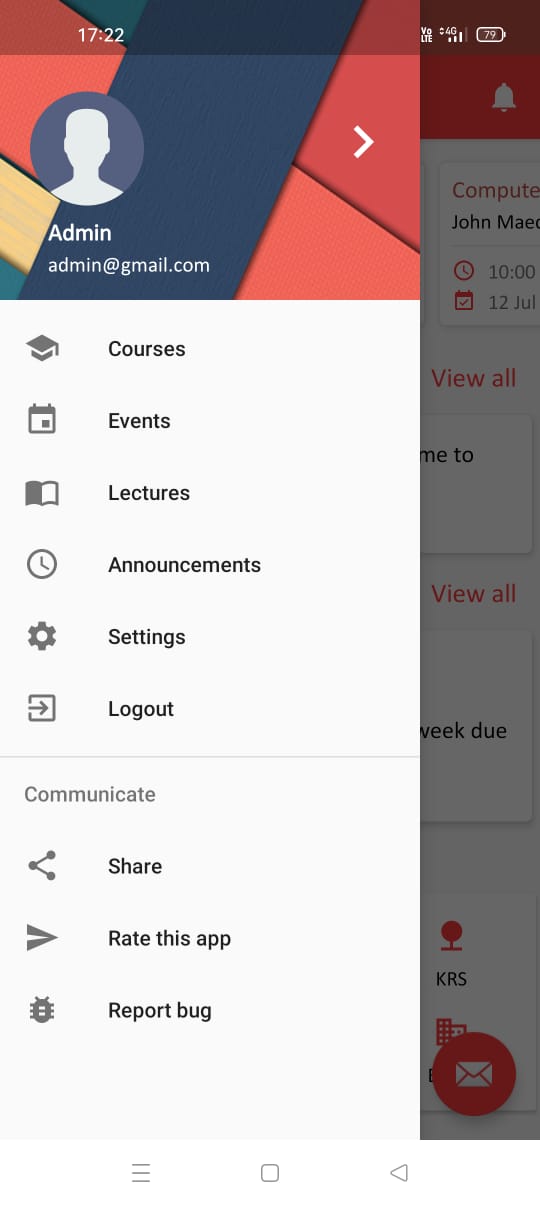 17:22
Vo LTE 4G 79
Admin
admin@gmail.com
Compute
John Maed
10:00
12 Jul
Courses
View all
Events
me to
Lectures
Announcements
View all
Settings
Logout
week due
Communicate
Share
Rate this app
KRS
Report bug